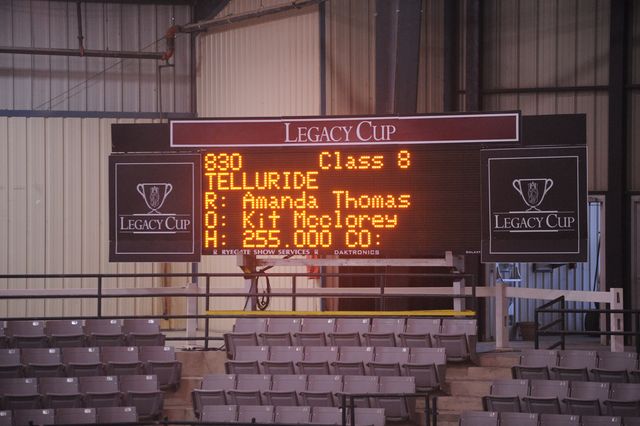 LEGACY CUP
830 Class 8
TELLURIDE
R: Amanda Thomas
O: Kit Mcclorey
H: 255.000 CO:
LEGACY CUP
LEGACY CUP
RYEGATE SHOW SERVICES DAKTRONICS